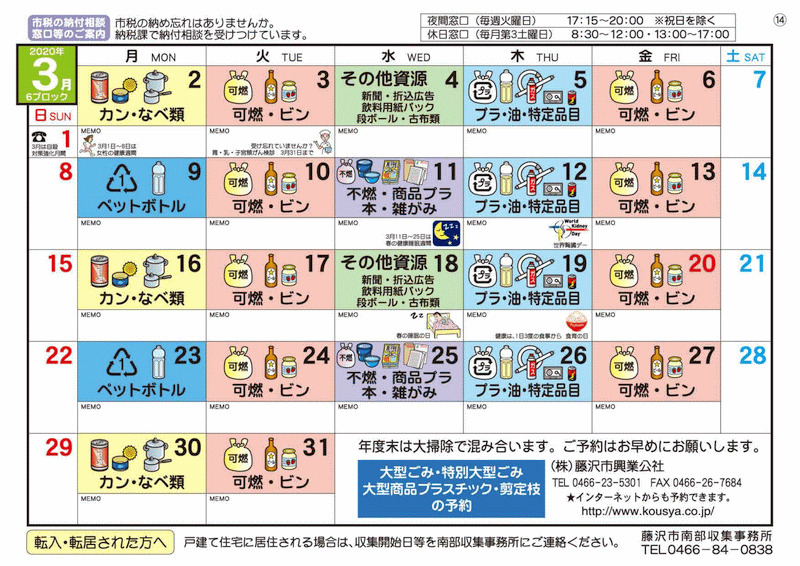 市税の納付相談
窓口等のご案内
市税の納め忘れはありませんか。
納税課で納付相談を受けつけています。
夜間窓口（毎週火曜日） 17:15～20:00 ※祝日を除く
休日窓口（毎月第3土曜日） 8:30～12:00・13:00～17:00
⑭
2020年
3月
6ブロック
日 SUN
月 MON
火 TUE
水 WED
木 THU
金 FRI
土 SAT
1
3月は自殺
対策強化月間
2
カン・なべ類
MEMO
3月1日～8日は
女性の健康週間
可燃
3
可燃・ビン
MEMO
受け忘れていませんか?
胃・乳・子宮頸がん検診 3月31日まで
その他資源 4
新聞・折込広告
飲料用紙パック
段ボール・古布類
MEMO
プラ
5
プラ・油・特定品目
MEMO
可燃
6
可燃・ビン
MEMO
7
8
1
9
ペットボトル
MEMO
可燃
10
可燃・ビン
MEMO
不燃
11
不燃・商品プラ
本・雑がみ
MEMO
3月11日～25日は
春の健康睡眠週間
プラ
12
プラ・油・特定品目
MEMO
World
Kidney
Day
世界腎臓デー
可燃
13
可燃・ビン
MEMO
14
15
16
カン・なべ類
MEMO
可燃
17
可燃・ビン
MEMO
その他資源 18
新聞・折込広告
飲料用紙パック
段ボール・古布類
MEMO
春の睡眠の日
プラ
19
プラ・油・特定品目
MEMO
健康は、1日3度の食事から 食育の日
可燃
20
可燃・ビン
MEMO
21
22
1
23
ペットボトル
MEMO
可燃
24
可燃・ビン
MEMO
不燃
25
不燃・商品プラ
本・雑がみ
MEMO
プラ
26
プラ・油・特定品目
MEMO
可燃
27
可燃・ビン
MEMO
28
29
30
カン・なべ類
MEMO
可燃
31
可燃・ビン
MEMO
年度末は大掃除で混み合います。ご予約はお早めにお願いします。
大型ごみ・特別大型ごみ
大型商品プラスチック・剪定枝
の予約
(株)藤沢市興業公社
TEL 0466-23-5301 FAX 0466-26-7684
★インターネットからも予約できます。
http://www.kousya.co.jp/
転入・転居された方へ
戸建て住宅に居住される場合は、収集開始日等を南部収集事務所にご連絡ください。
藤沢市南部収集事務所
TEL0466-84-0838